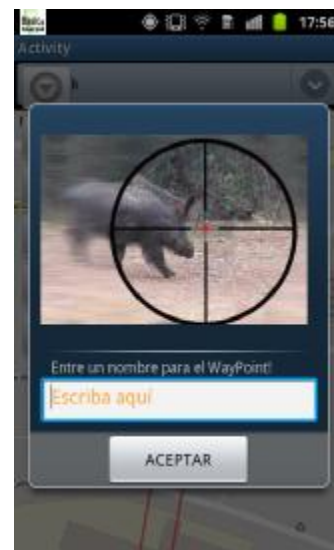 17:56
Activity
Entre un nombre para el WayPoint!
Escriba aquí
ACEPTAR